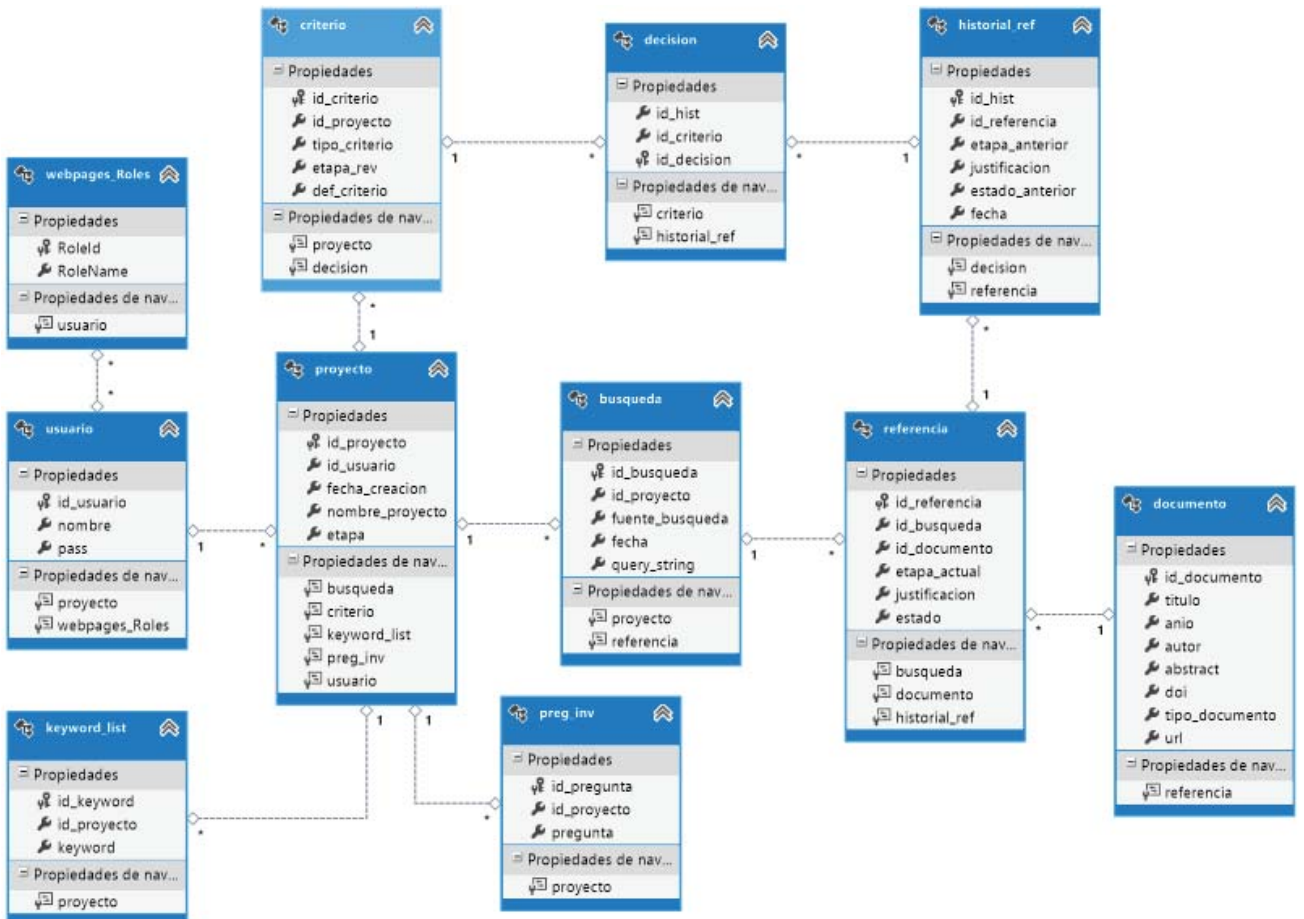 criterio
Propiedades
id_criterio
id_proyecto
tipo_criterio
etapa_rev
def_criterio
Propiedades de nav...
proyecto
decision
decision
Propiedades
id_hist
id_criterio
id_decision
Propiedades de nav...
criterio
historial_ref
historial_ref
Propiedades
id_hist
id_referencia
etapa_anterior
justificacion
estado_anterior
fecha
Propiedades de nav...
decision
referencia
webpages_Roles
Propiedades
RoleId
RoleName
Propiedades de nav...
usuario
1
*
*
1
*
1
*
1
*
*
usuario
Propiedades
id_usuario
nombre
pass
Propiedades de nav...
proyecto
webpages_Roles
1
*
proyecto
Propiedades
id_proyecto
id_usuario
fecha_creacion
nombre_proyecto
etapa
Propiedades de nav...
busqueda
criterio
keyword_list
preg_inv
usuario
1
*
busqueda
Propiedades
id_busqueda
id_proyecto
fuente_busqueda
fecha
query_string
Propiedades de nav...
proyecto
referencia
1
*
referencia
Propiedades
id_referencia
id_busqueda
id_documento
etapa_actual
justificacion
estado
Propiedades de nav...
busqueda
documento
historial_ref
*
1
documento
Propiedades
id_documento
titulo
anio
autor
abstract
doi
tipo_documento
url
Propiedades de nav...
referencia
keyword_list
Propiedades
id_keyword
id_proyecto
keyword
Propiedades de nav...
proyecto
1
*
1
*
preg_inv
Propiedades
id_pregunta
id_proyecto
pregunta
Propiedades de nav...
proyecto